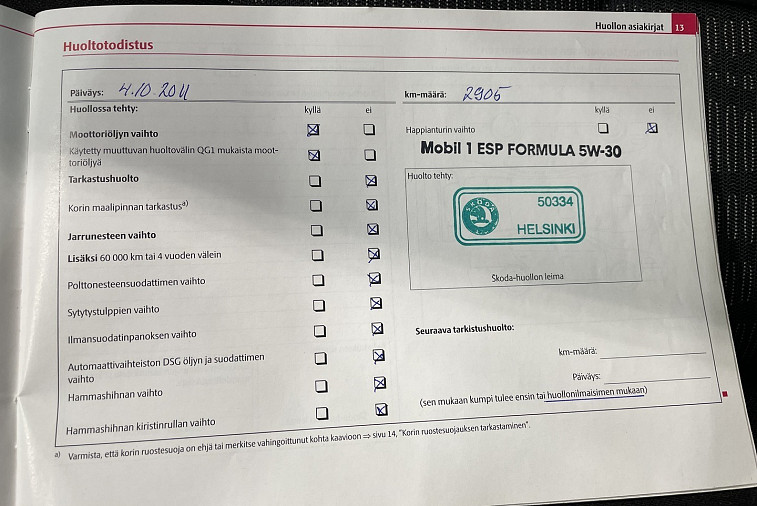 Huollon asiakirjat 13
Huoltotodistus
Päiväys: 4.10.2011
km-määrä: 2905
Huollossa tehty: kyllä ei
kyllä ei
Moottoriöljyn vaihto
Happianturin vaihto
Käytetty muuttuvan huoltovälin QG1 mukaista moot-
toriöljyä
Mobil 1 ESP FORMULA 5W-30
Tarkastushuolto
Huolto tehty:
Korin maalipinnan tarkastus a)
SKODA
50334
HELSINKI
Jarrunesteen vaihto
Lisäksi 60 000 km tai 4 vuoden välein
Polttonesteensuodattimen vaihto
Škoda-huollon leima
Sytytystulppien vaihto
Ilmansuodatinpanoksen vaihto
Seuraava tarkistushuolto:
Automaattivaihteiston DSG öljyn ja suodattimen
vaihto
km-määrä:
Hammashihnan vaihto
Päiväys:
(sen mukaan kumpi tulee ensin tai huollonilmaisimen mukaan)
Hammashihnan kiristinrullan vaihto
a) Varmista, että korin ruostesuoja on ehjä tai merkitse vahingoittunut kohta kaavioon ⇒ sivu 14, "Korin ruostesuojauksen tarkastaminen".